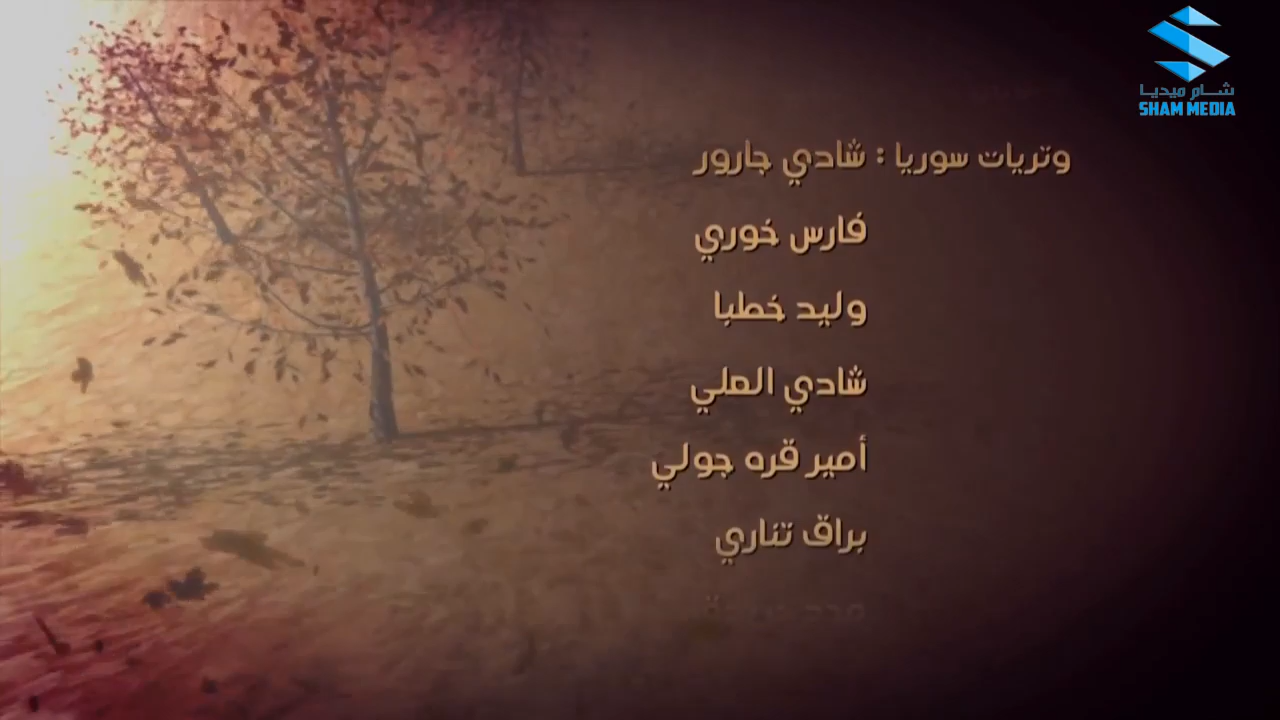 شام ميديا
SHAM MEDIA
وتريات سوريا : شادي جارور
فارس خوري
وليد خطبا
شادي العلي
أمير قره جولي
براق تناري